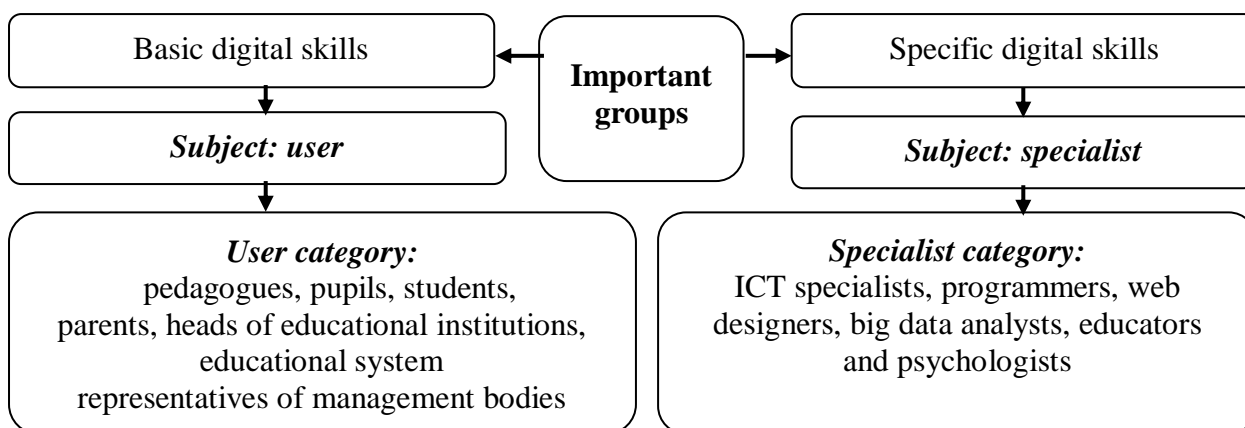 Basic digital skills
Important
groups
Specific digital skills
Subject: user
Subject: specialist
User category:
pedagogues, pupils, students,
parents, heads of educational institutions,
educational system
representatives of management bodies
Specialist category:
ICT specialists, programmers, web
designers, big data analysts, educators
and psychologists